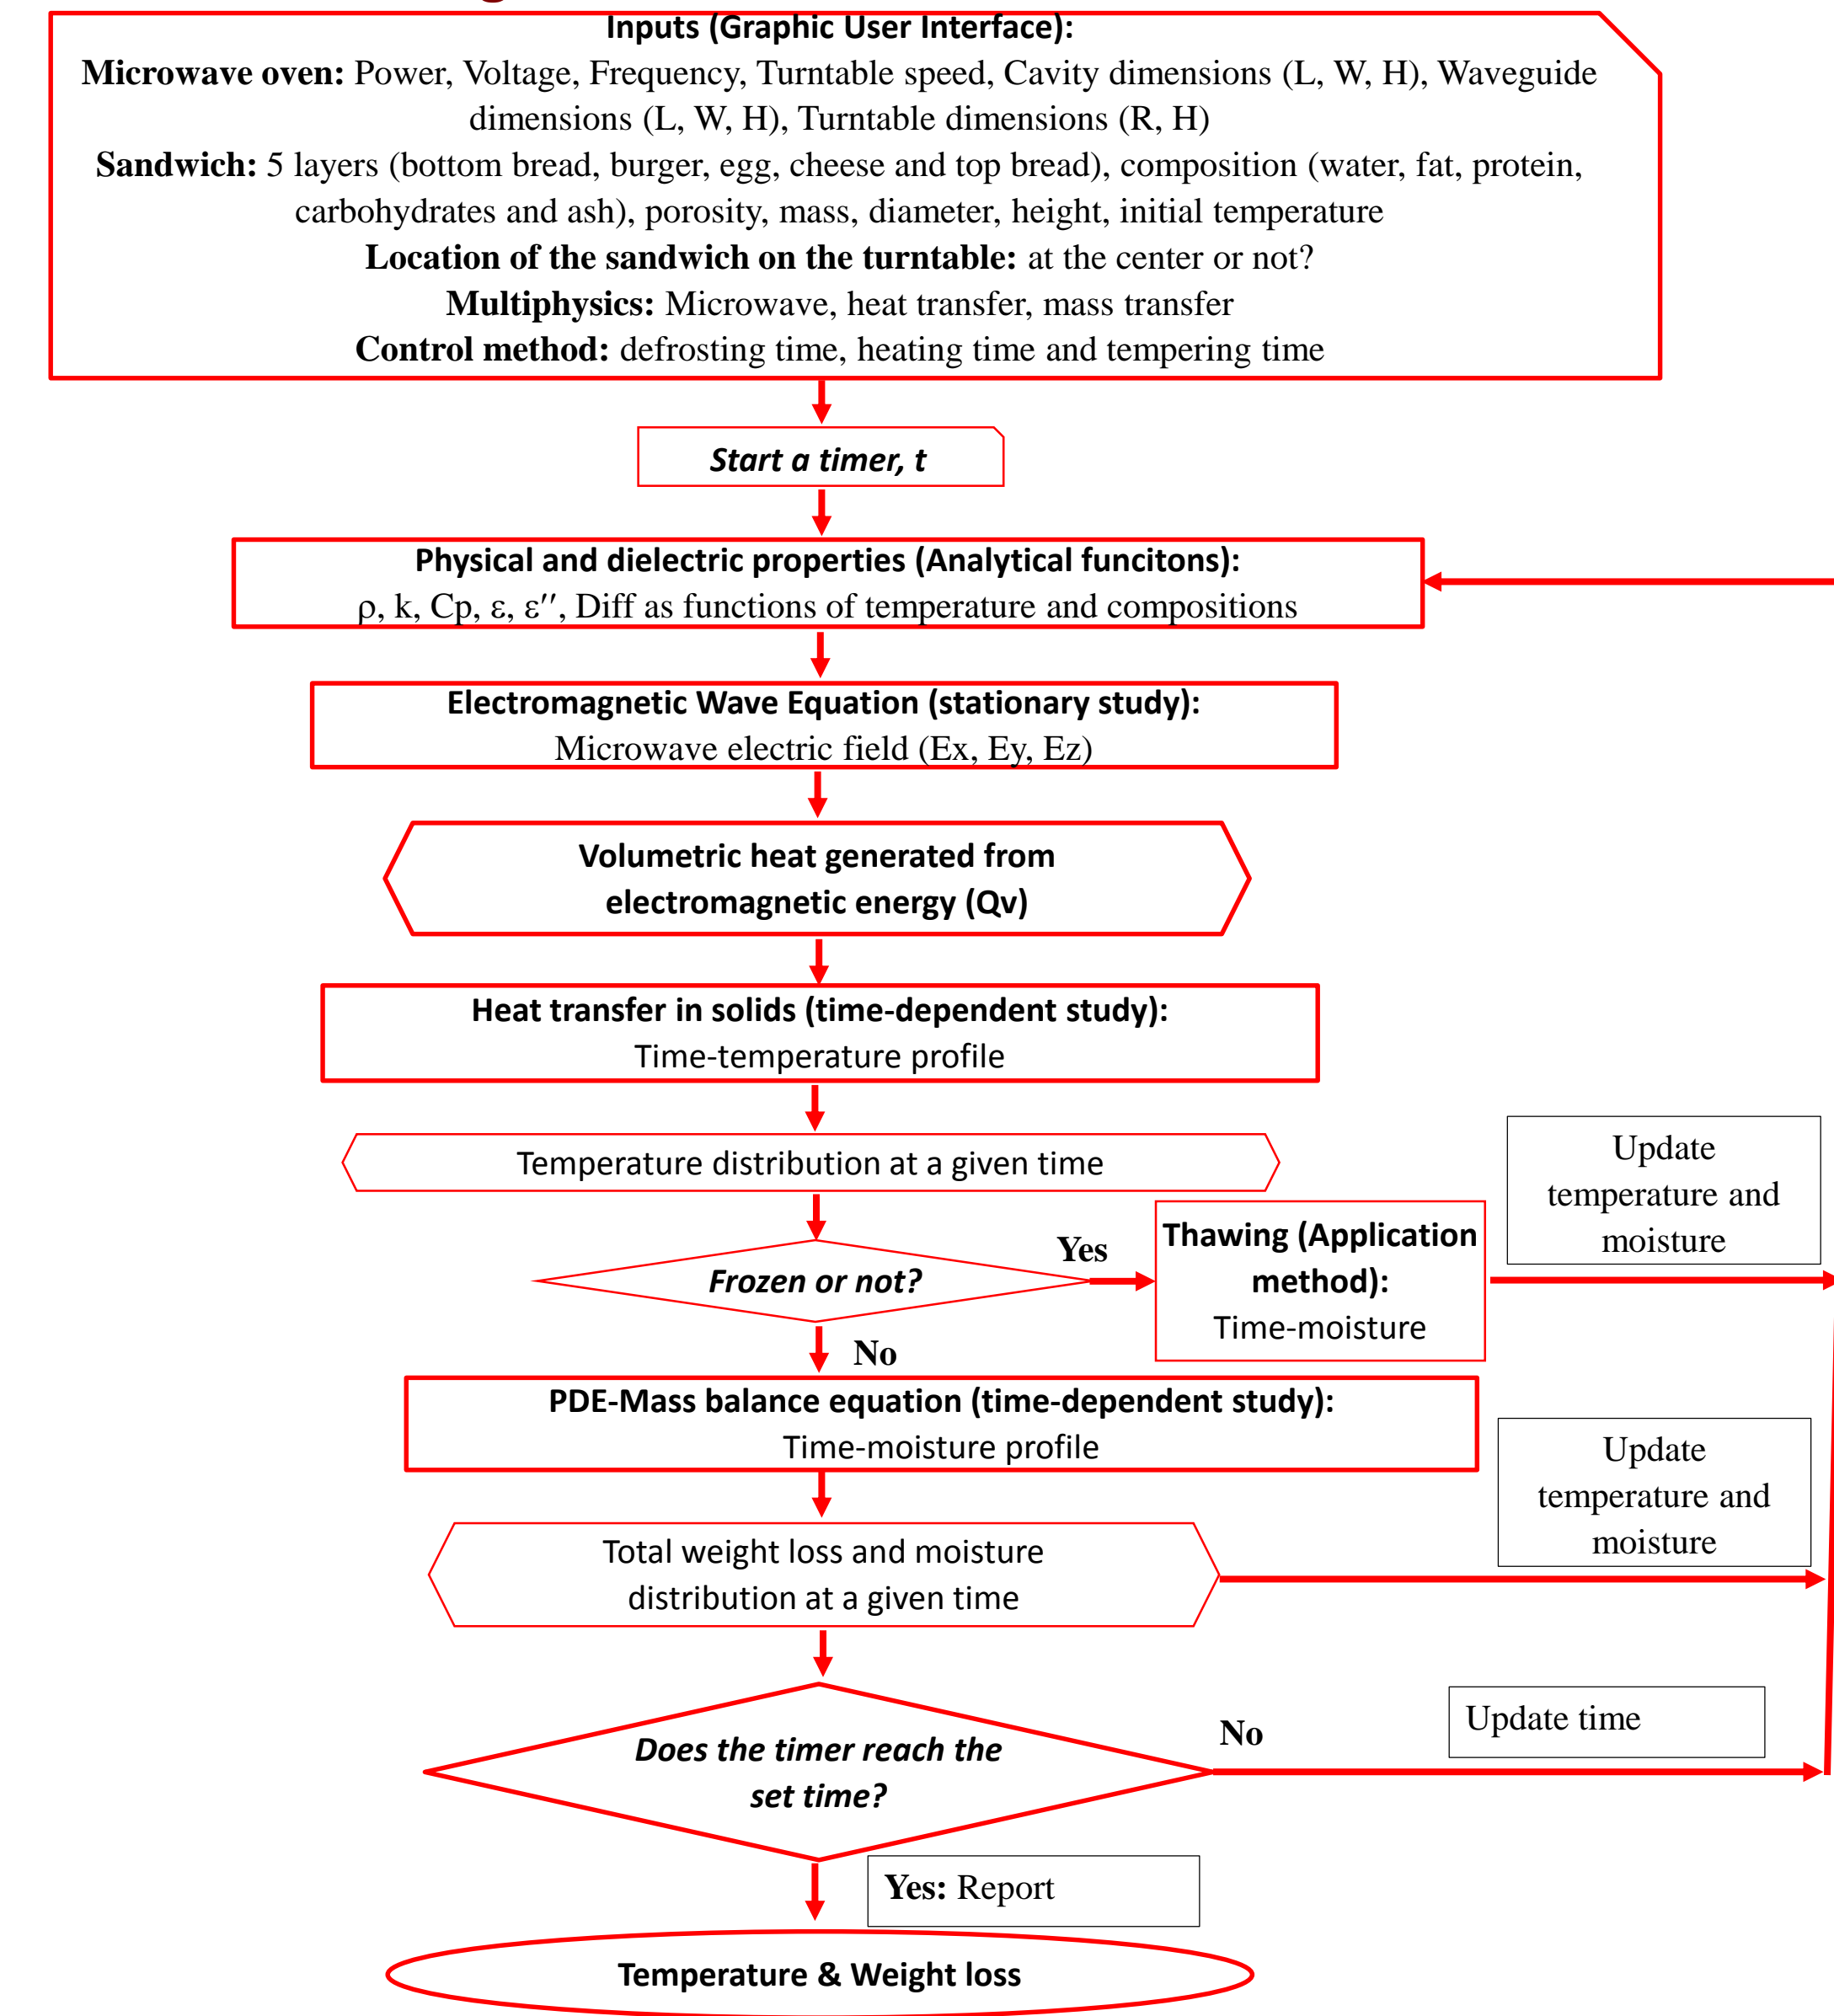 Inputs (Graphic User Interface):
Microwave oven: Power, Voltage, Frequency, Turntable speed, Cavity dimensions (L, W, H), Waveguide
dimensions (L, W, H), Turntable dimensions (R, H)
Sandwich: 5 layers (bottom bread, burger, egg, cheese and top bread), composition (water, fat, protein,
carbohydrates and ash), porosity, mass, diameter, height, initial temperature
Location of the sandwich on the turntable: at the center or not?
Multiphysics: Microwave, heat transfer, mass transfer
Control method: defrosting time, heating time and tempering time
Start a timer, t
Physical and dielectric properties (Analytical funcitons):
ρ, k, Cp, ε, ε′′, Diff as functions of temperature and compositions
Electromagnetic Wave Equation (stationary study):
Microwave electric field (Ex, Ey, Ez)
Volumetric heat generated from
electromagnetic energy (Qv)
Heat transfer in solids (time-dependent study):
Time-temperature profile
Temperature distribution at a given time
Update
temperature and
moisture
Frozen or not?
Yes
Thawing (Application
method):
Time-moisture
No
PDE-Mass balance equation (time-dependent study):
Time-moisture profile
Update
temperature and
moisture
Total weight loss and moisture
distribution at a given time
Does the timer reach the
set time?
No
Update time
Yes: Report
Temperature & Weight loss